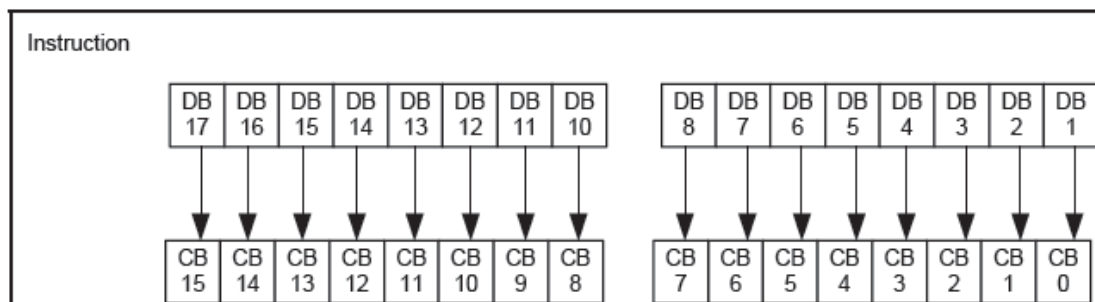 Instruction
DB DB DB DB DB DB DB DB DB DB DB DB DB DB DB DB
17 16 15 14 13 12 11 10 8 7 6 5 4 3 2 1
CB CB CB CB CB CB CB CB CB CB CB CB CB CB CB CB
15 14 13 12 11 10 9 8 7 6 5 4 3 2 1 0